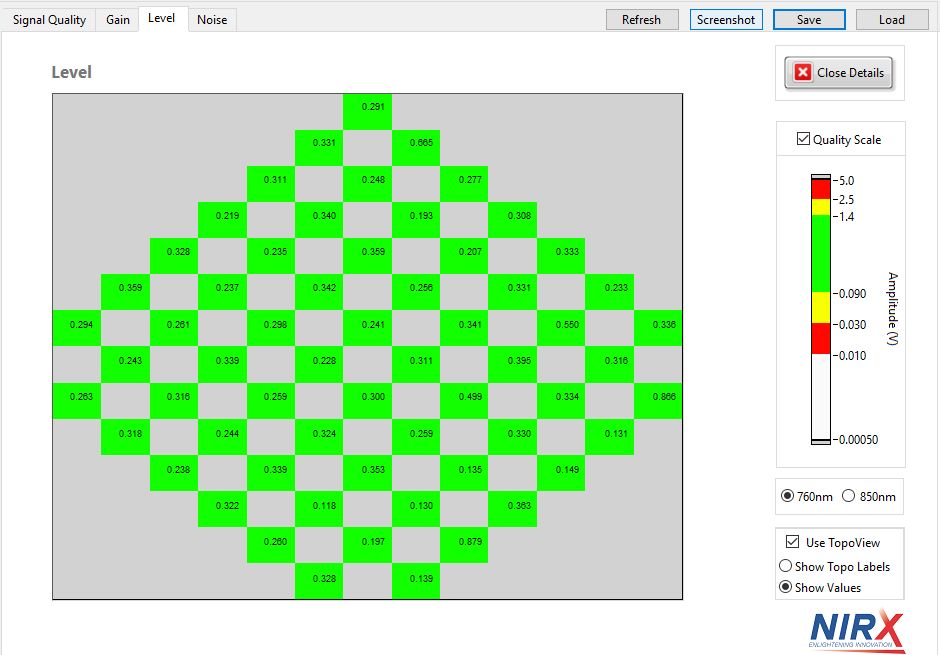 Signal Quality Gain Level Noise Refresh Screenshot Save Load
Level
Close Details
0.291
0.331 0.665
0.311 0.248 0.277
0.219 0.340 0.193 0.308
0.328 0.235 0.359 0.207 0.333
0.359 0.237 0.342 0.256 0.331 0.233
0.294 0.261 0.298 0.241 0.341 0.550 0.336
0.243 0.339 0.228 0.311 0.395 0.316
0.263 0.316 0.259 0.300 0.499 0.334 0.866
0.318 0.244 0.324 0.259 0.330 0.131
0.238 0.339 0.353 0.135 0.149
0.322 0.118 0.130 0.363
0.260 0.197 0.879
0.328 0.139
Quality Scale
5.0
2.5
1.4
0.090
0.030
0.010
0.00050
Amplitude (V)
760nm 850nm
Use TopoView
Show Topo Labels
Show Values
NIRX
ENLIGHTENING INNOVATION